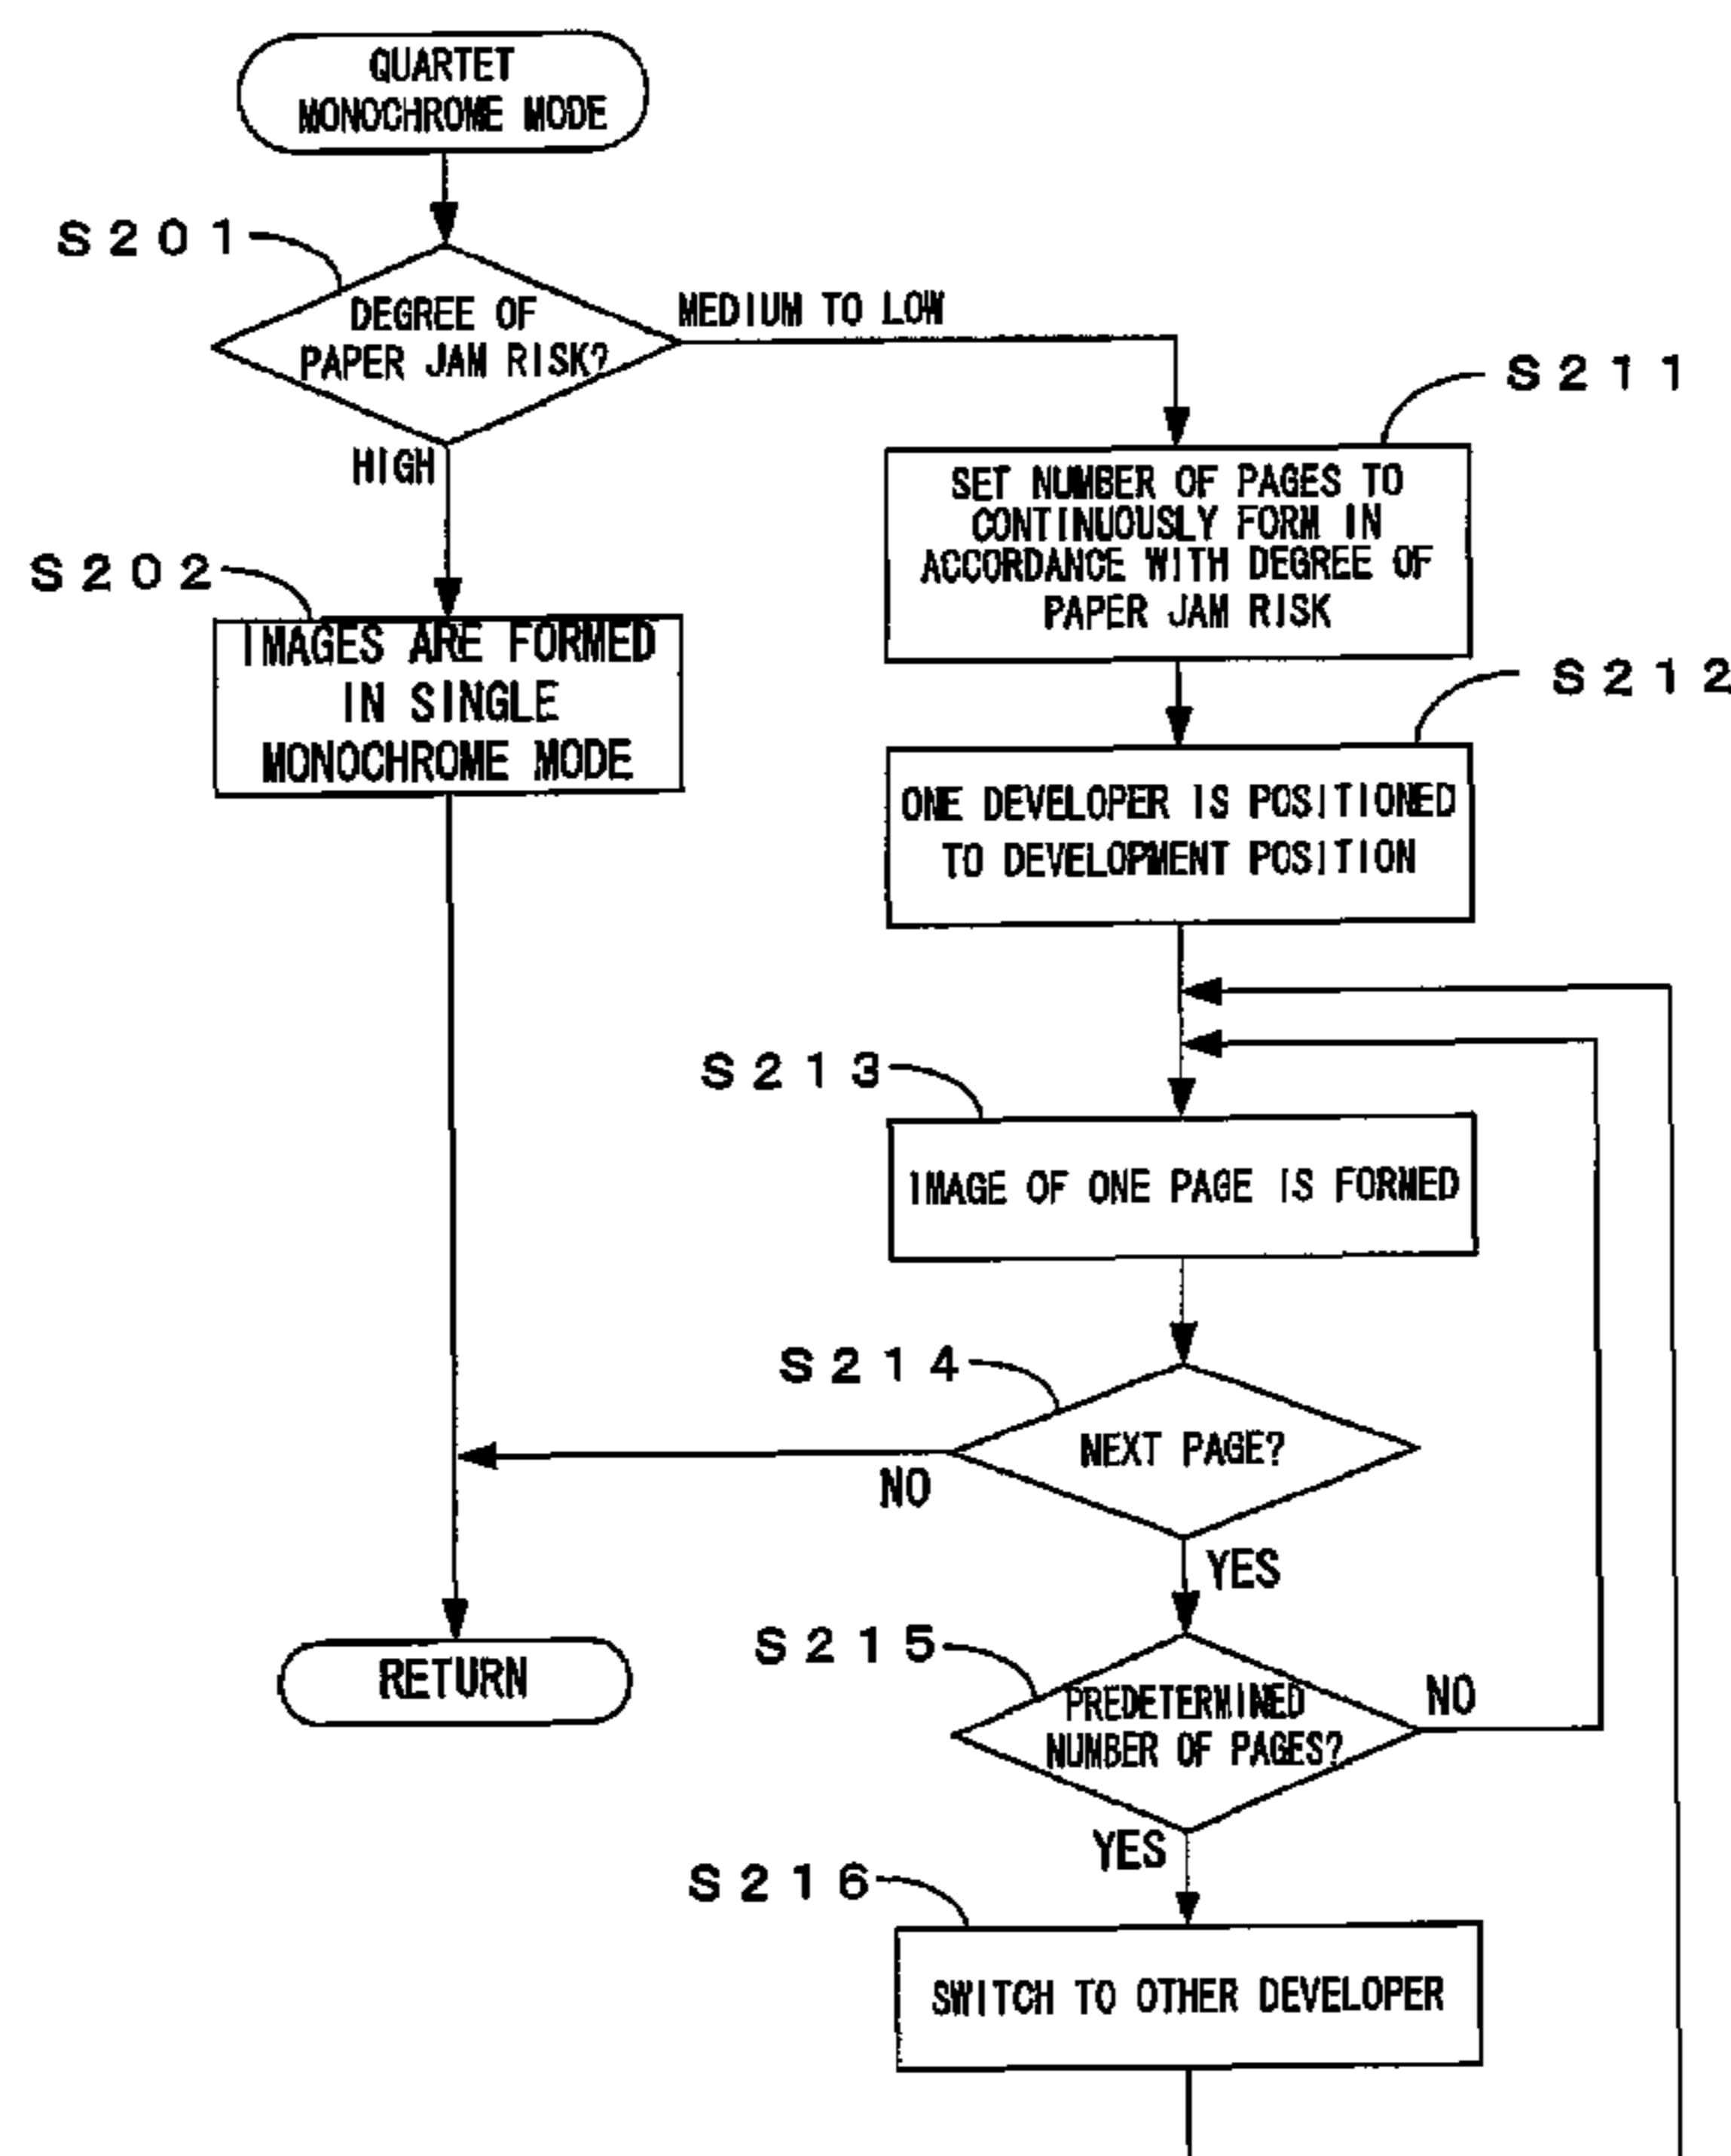 QUARTET
MONOCHROME MODE
S201
DEGREE OF
PAPER JAM RISK?
MEDIUM TO LOW
HIGH
S211
SET NUMBER OF PAGES TO
CONTINUOUSLY FORM IN
ACCORDANCE WITH DEGREE OF
PAPER JAM RISK
S202
IMAGES ARE FORMED
IN SINGLE
MONOCHROME MODE
S212
ONE DEVELOPER IS POSITIONED
TO DEVELOPMENT POSITION
S213
IMAGE OF ONE PAGE IS FORMED
S214
NEXT PAGE?
NO
YES
RETURN
S215
PREDETERMINED
NUMBER OF PAGES?
NO
YES
S216
SWITCH TO OTHER DEVELOPER